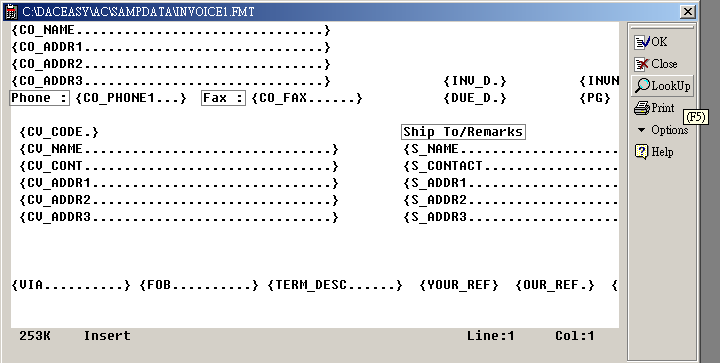 C:\DACEASY\AC\SAMPDATA\INVOICE1.FMT
{CO_NAME...............................}
{CO_ADDR1..............................}
{CO_ADDR2..............................}
{CO_ADDR3..............................} {INV_D.} {INVN
Phone : {CO_PHONE1...} Fax : {CO_FAX......} {DUE_D.} {PG}
{CV_CODE.} Ship To/Remarks
{CV_NAME...............................} {S_NAME...................
{CV_CONT...............................} {S_CONTACT................
{CV_ADDR1..............................} {S_ADDR1..................
{CV_ADDR2..............................} {S_ADDR2..................
{CV_ADDR3..............................} {S_ADDR3..................
{VIA..........} {FOB..........} {TERM_DESC......} {YOUR_REF} {OUR_REF.} {
253K Insert Line:1 Col:1
OK
Close
LookUp
Print
(F5)
Options
Help